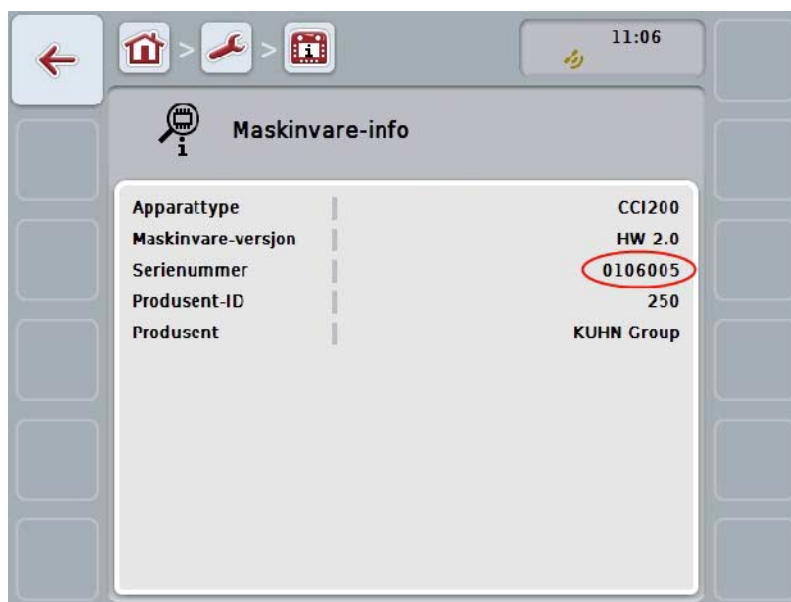 11:06
Maskinvare-info
Apparattype CCI200
Maskinvare-versjon HW 2.0
Serienummer 0106005
Produsent-ID 250
Produsent KUHN Group